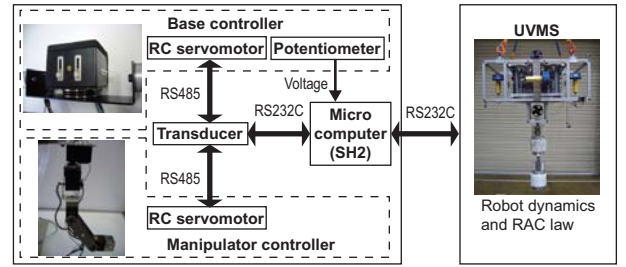 Base controller
RC servomotor
Potentiometer
RS485
Voltage
RS232C
Transducer
Micro
computer
(SH2)
RS232C
RS485
RC servomotor
Manipulator controller
UVMS
Robot dynamics
and RAC law